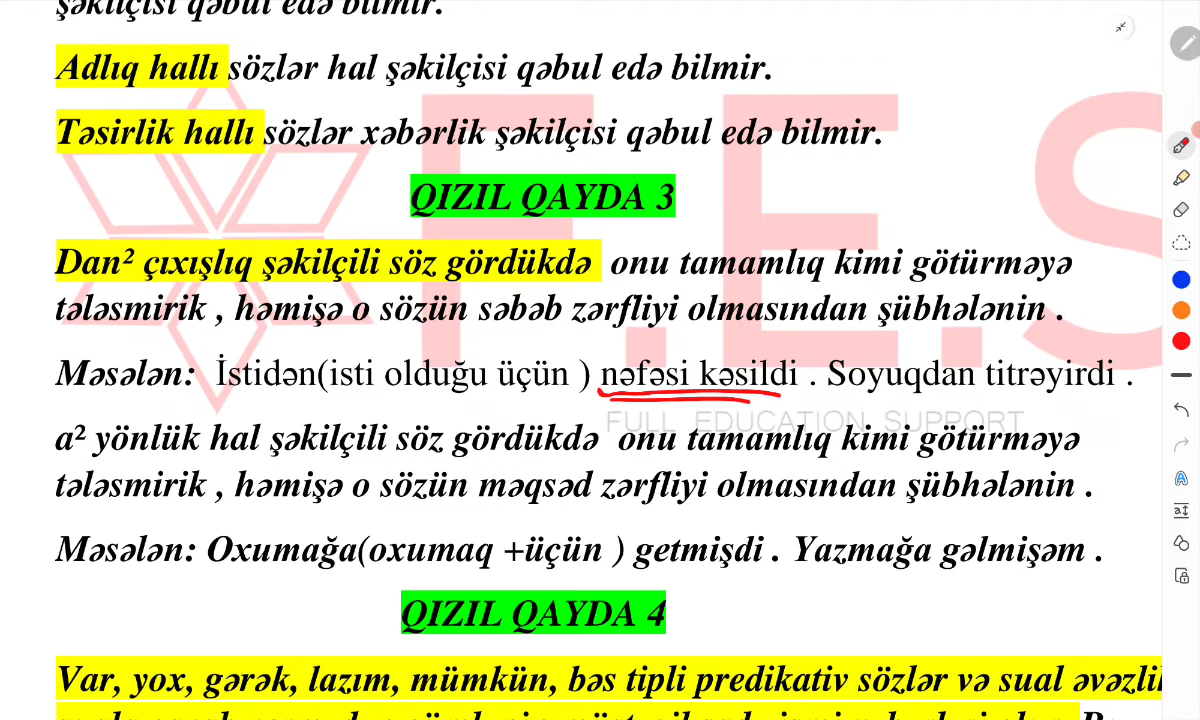 şəkilçisi qəbul edə bilmir.
Adlıq hallı sözlər hal şəkilçisi qəbul edə bilmir.
Təsirlik hallı sözlər xəbərlik şəkilçisi qəbul edə bilmir.
QIZIL QAYDA 3
Dan² çıxışlıq şəkilçili söz gördükdə onu tamamlıq kimi götürməyə
tələsmirik , həmişə o sözün səbəb zərfliyi olmasından şübhələnin .
Məsələn: İstidən(isti olduğu üçün ) nəfəsi kəsildi . Soyuqdan titrəyirdi .
F.E.S
FULL EDUCATION SUPPORT
a² yönlük hal şəkilçili söz gördükdə onu tamamlıq kimi götürməyə
tələsmirik , həmişə o sözün məqsəd zərfliyi olmasından şübhələnin .
Məsələn: Oxumağa(oxumaq +üçün ) getmişdi . Yazmağa gəlmişəm .
QIZIL QAYDA 4
Var, yox, gərək, lazım, mümkün, bəs tipli predikativ sözlər və sual əvəzli